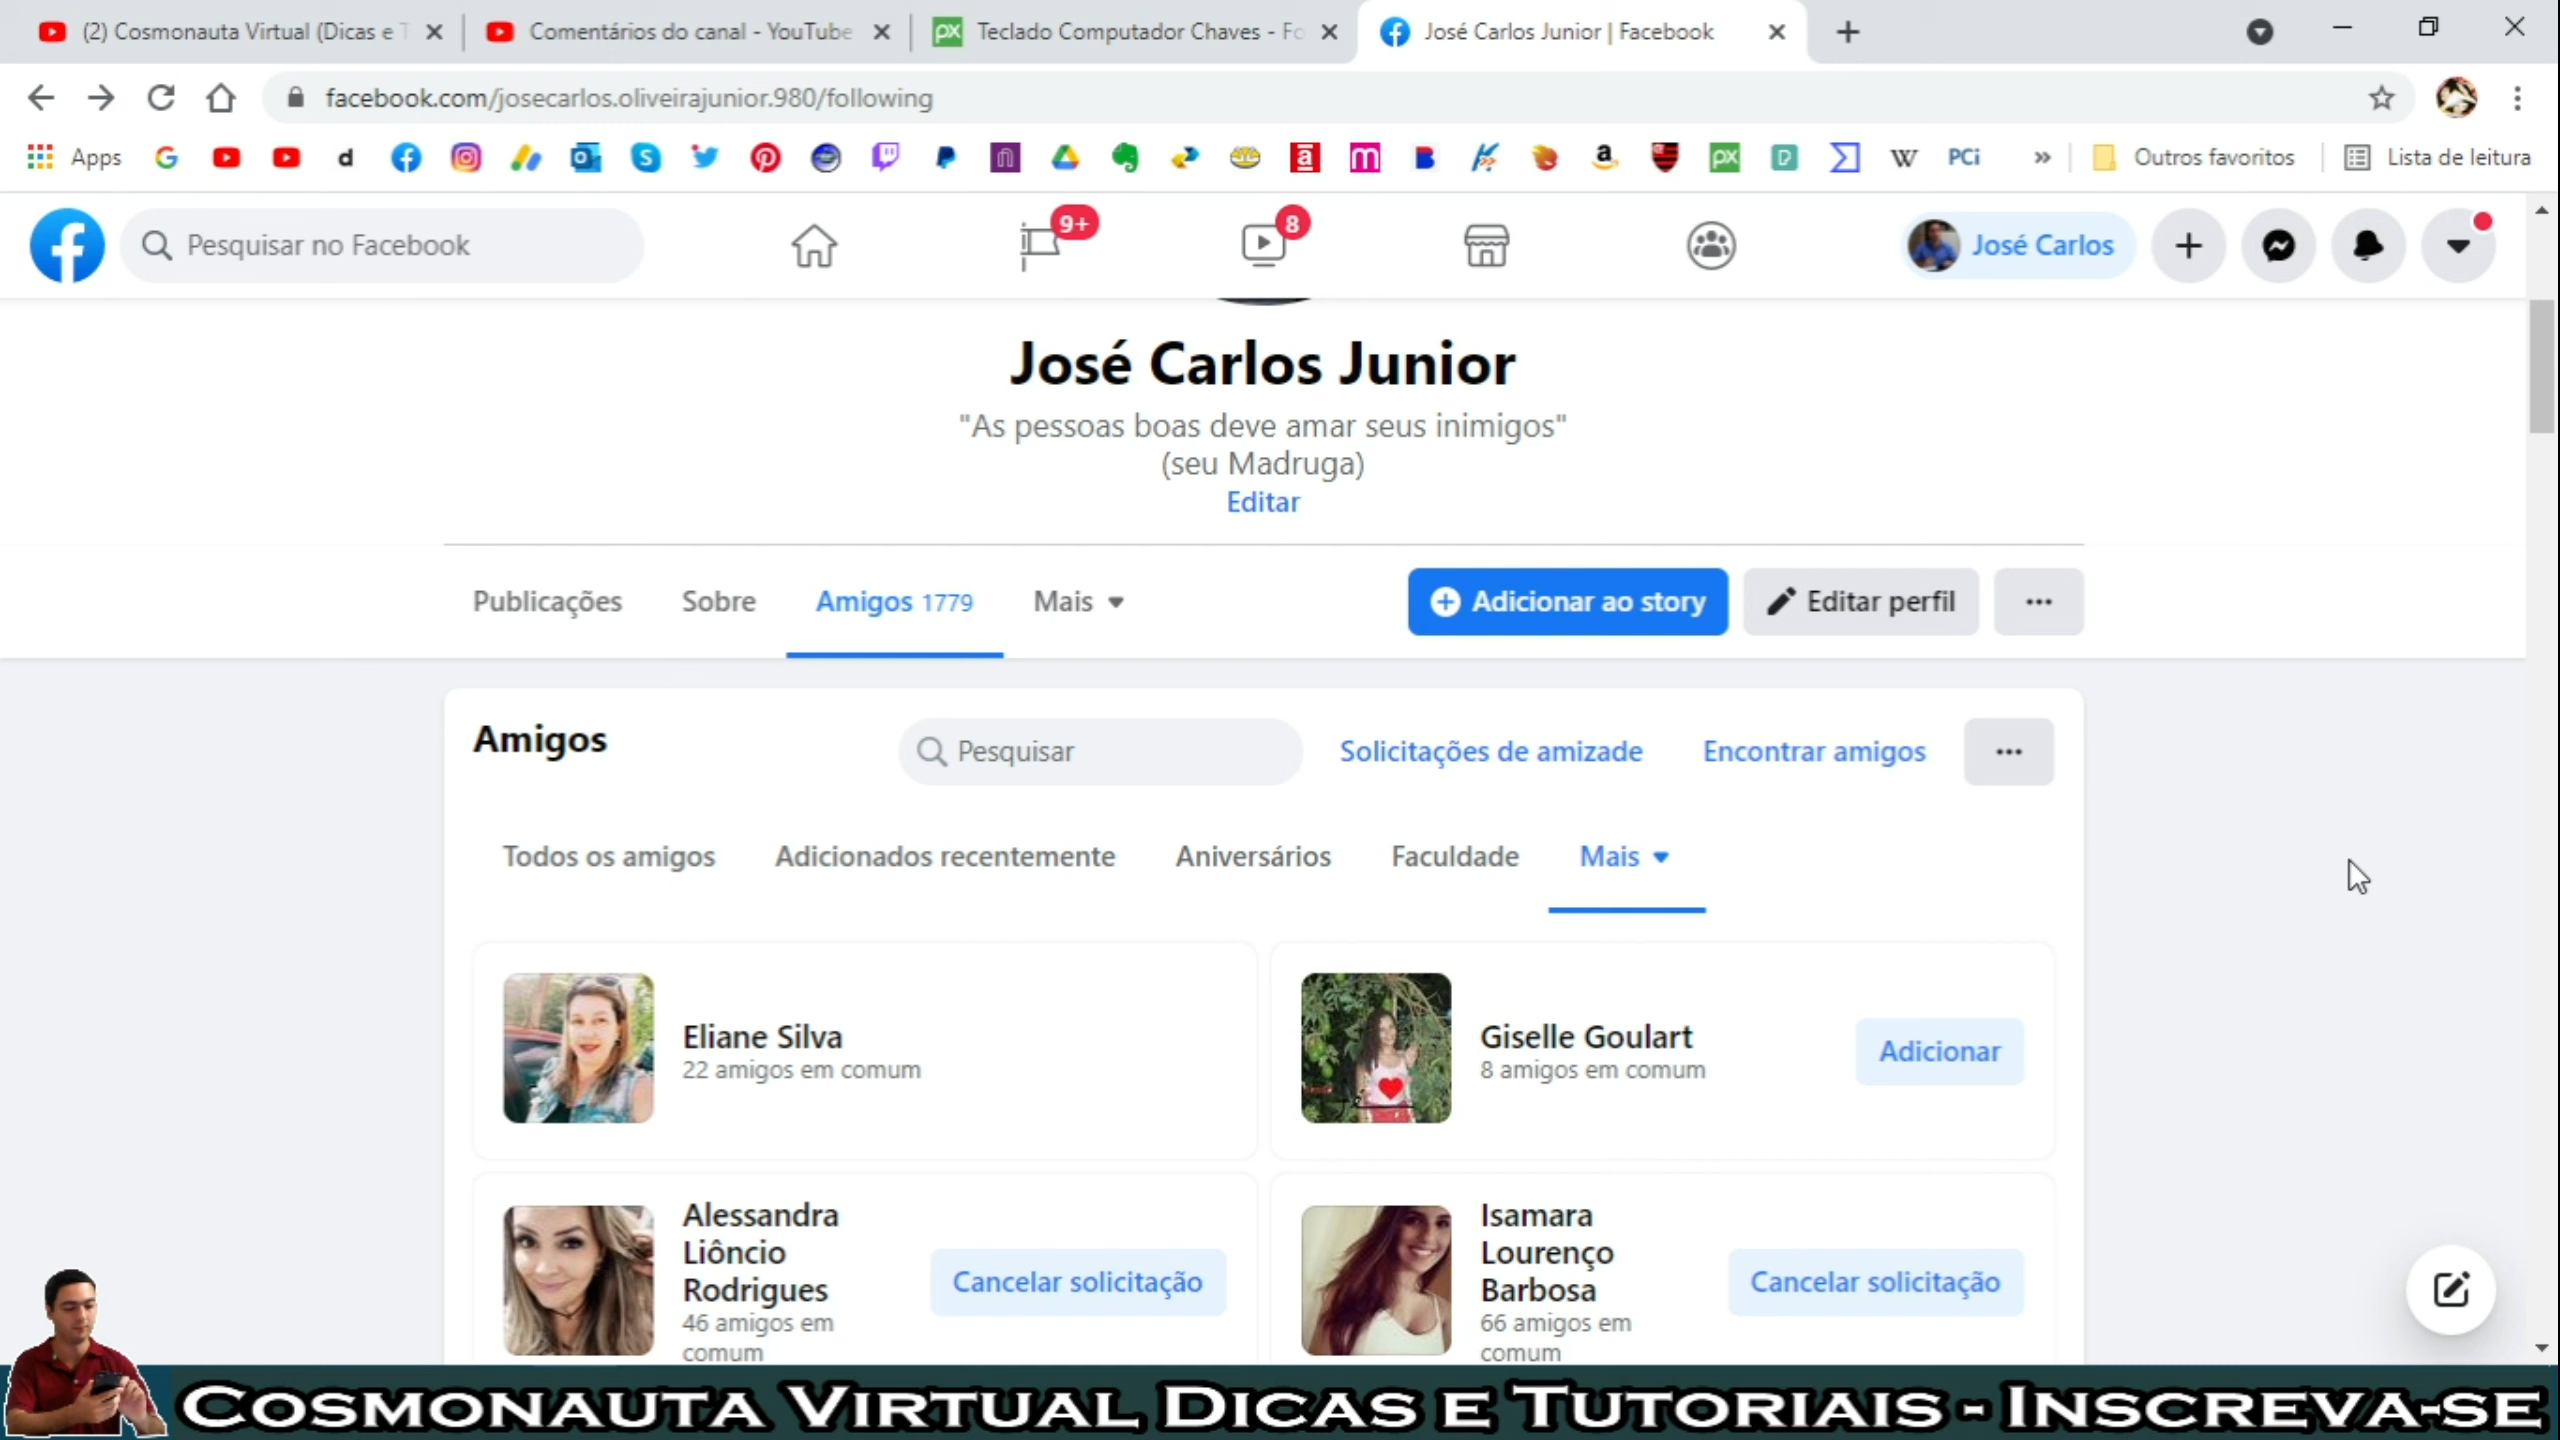 (2) Cosmonauta Virtual (Dicas e T
Comentários do canal - YouTube
Teclado Computador Chaves - Fo
José Carlos Junior | Facebook
facebook.com/josecarlos.oliveirajunior.980/following
Apps
PCi
Outros favoritos
Lista de leitura
Pesquisar no Facebook
9+
8
José Carlos
José Carlos Junior
"As pessoas boas deve amar seus inimigos"
(seu Madruga)
Editar
Publicações
Sobre
Amigos 1779
Mais
Adicionar ao story
Editar perfil
Amigos
Pesquisar
Solicitações de amizade
Encontrar amigos
Todos os amigos
Adicionados recentemente
Aniversários
Faculdade
Mais
Eliane Silva
22 amigos em comum
Giselle Goulart
8 amigos em comum
Adicionar
Alessandra
Liôncio
Rodrigues
46 amigos em
comum
Cancelar solicitação
Isamara
Lourenço
Barbosa
66 amigos em
comum
Cancelar solicitação
Cosmonauta Virtual Dicas e Tutoriais - Inscreva-se